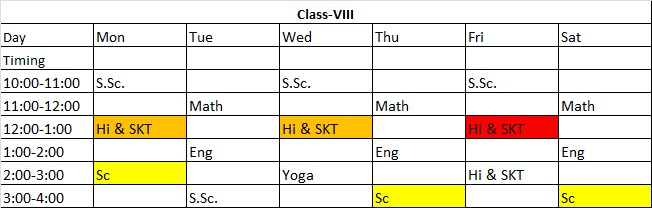 Class-VIII
Day Mon Tue Wed Thu Fri Sat
Timing
10:00-11:00 S.Sc. S.Sc. S.Sc.
11:00-12:00 Math Math Math
12:00-1:00 Hi & SKT Hi & SKT Hi & SKT
1:00-2:00 Eng Eng Eng
2:00-3:00 Sc Yoga Hi & SKT
3:00-4:00 S.Sc. Sc Sc